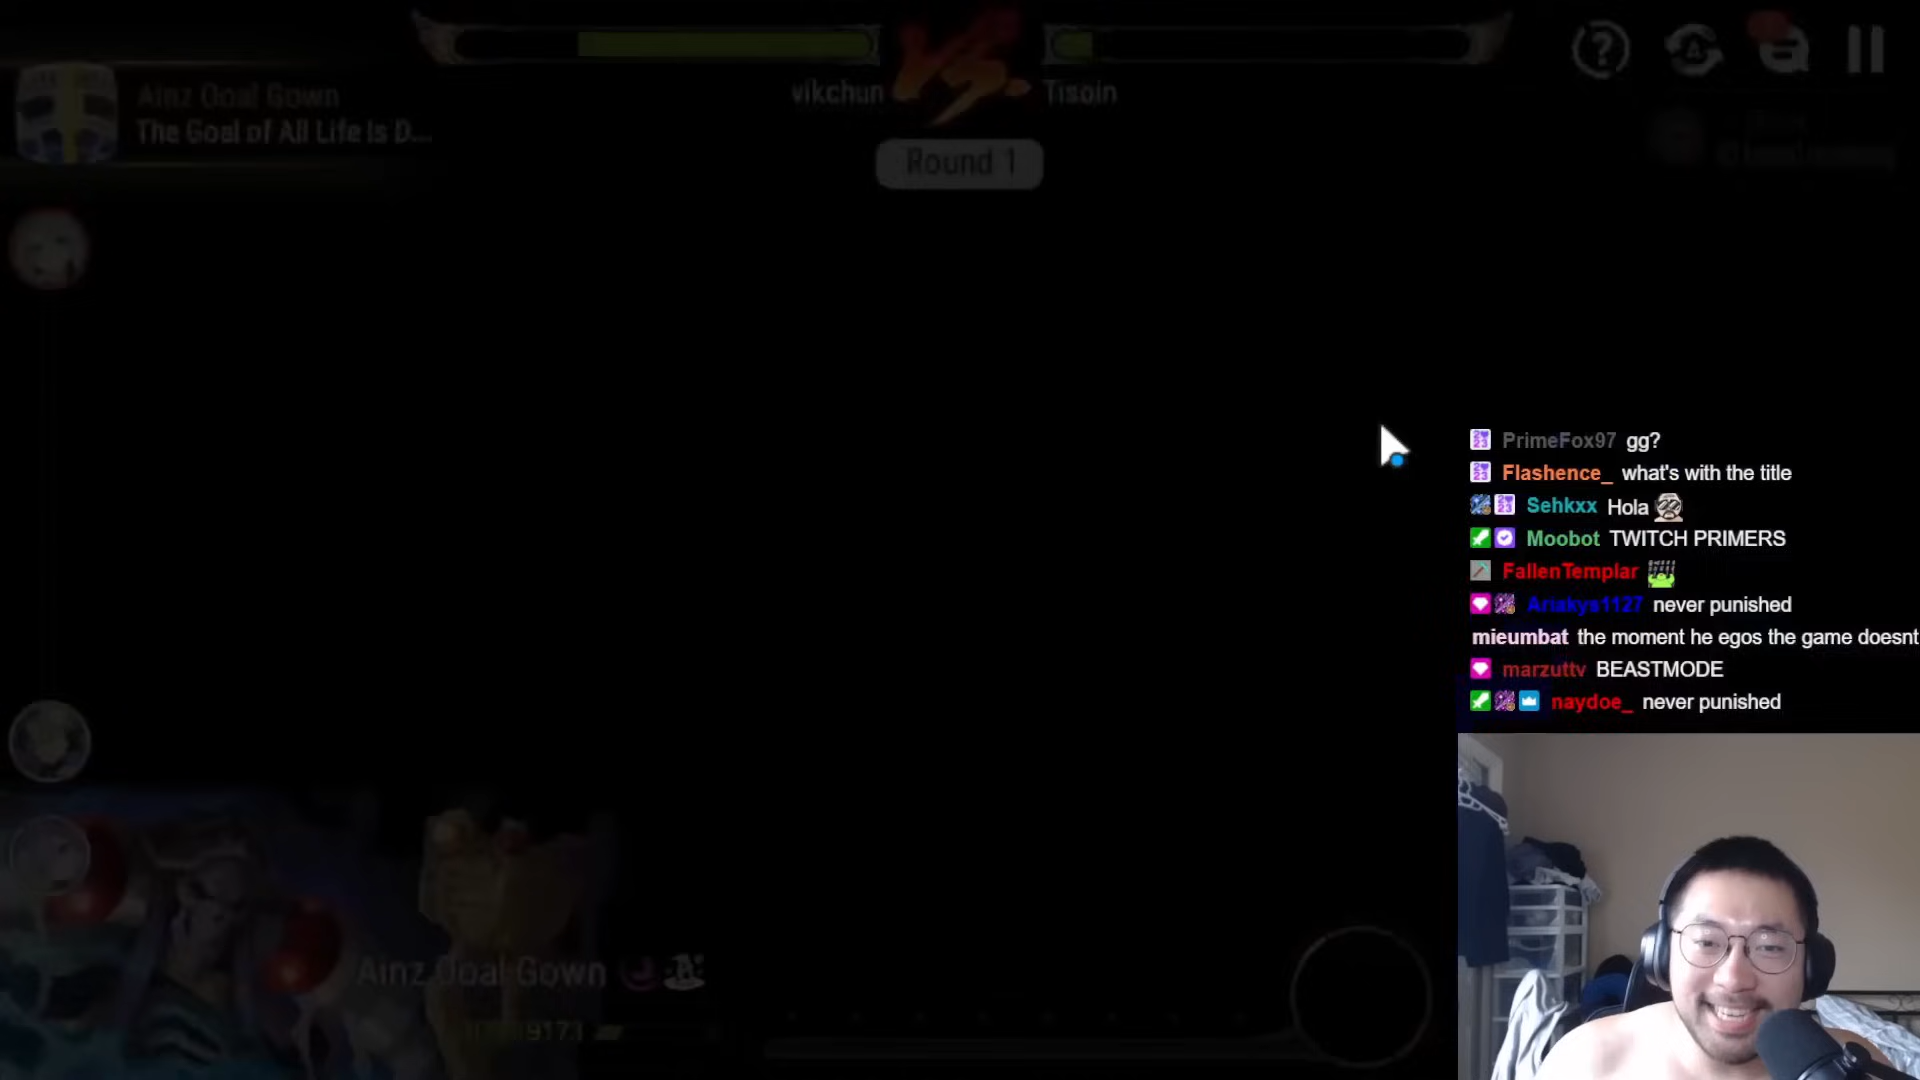 vikchun
Tisoin
Ainz Ooal Gown
The Goal of All Life Is D...
Round 1
PrimeFox97 gg?
Flashence_ what's with the title
Sehkxx Hola
Moobot TWITCH PRIMERS
FallenTemplar
Artakys1127 never punished
mieumbat the moment he egos the game doesnt
marzuttv BEASTMODE
naydoe_ never punished
Ainz Ooal Gown